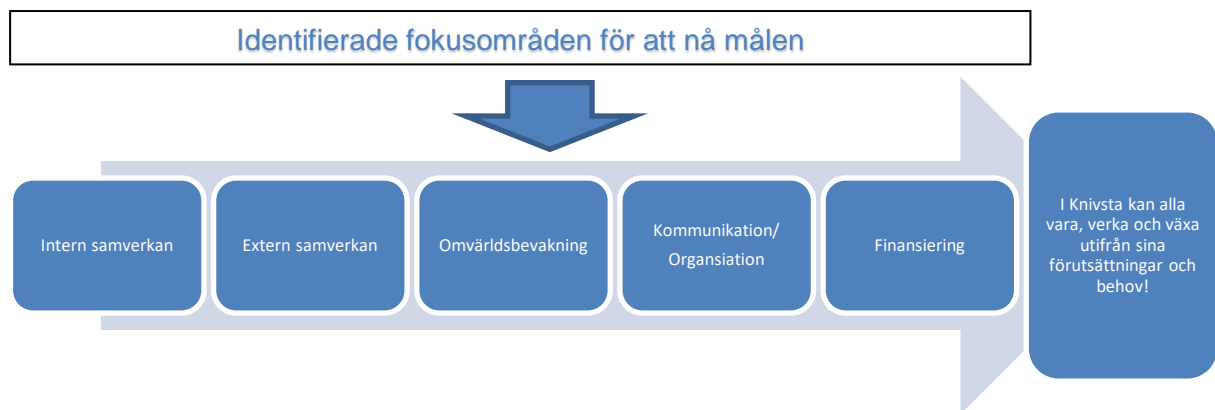 Identifierade fokusområden för att nå målen
Intern samverkan
Extern samverkan
Omvärldsbevakning
Kommunikation/
Organsiation
Finansiering
I Knivsta kan alla
vara, verka och växa
utifrån sina
förutsättningar och
behov!